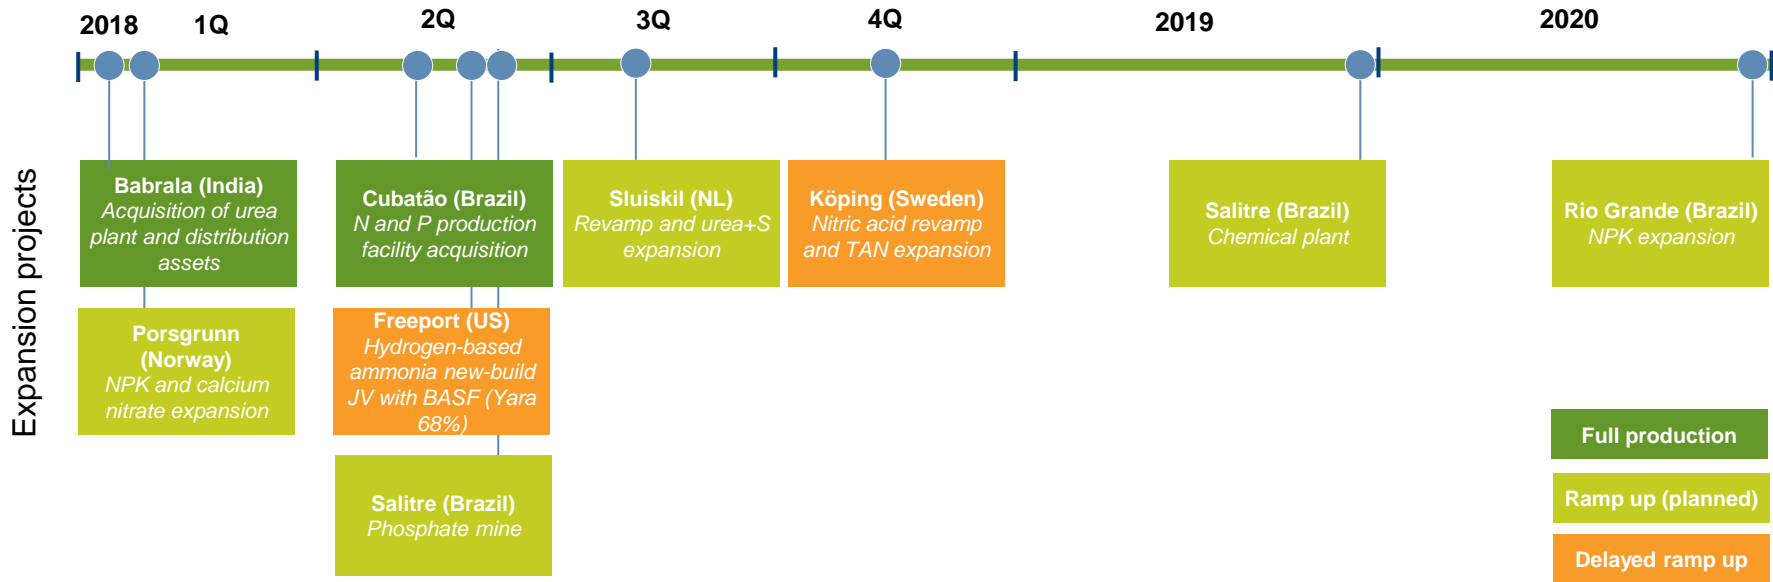 2018
1Q
2Q
3Q
4Q
2019
2020
Expansion projects
Babrala (India)
Acquisition of urea
plant and distribution
assets
Cubatão (Brazil)
N and P production
facility acquisition
Sluiskil (NL)
Revamp and urea+S
expansion
Köping (Sweden)
Nitric acid revamp
and TAN expansion
Salitre (Brazil)
Chemical plant
Rio Grande (Brazil)
NPK expansion
Porsgrunn
(Norway)
NPK and calcium
nitrate expansion
Freeport (US)
Hydrogen-based
ammonia new-build
JV with BASF (Yara
68%)
Salitre (Brazil)
Phosphate mine
Full production
Ramp up (planned)
Delayed ramp up